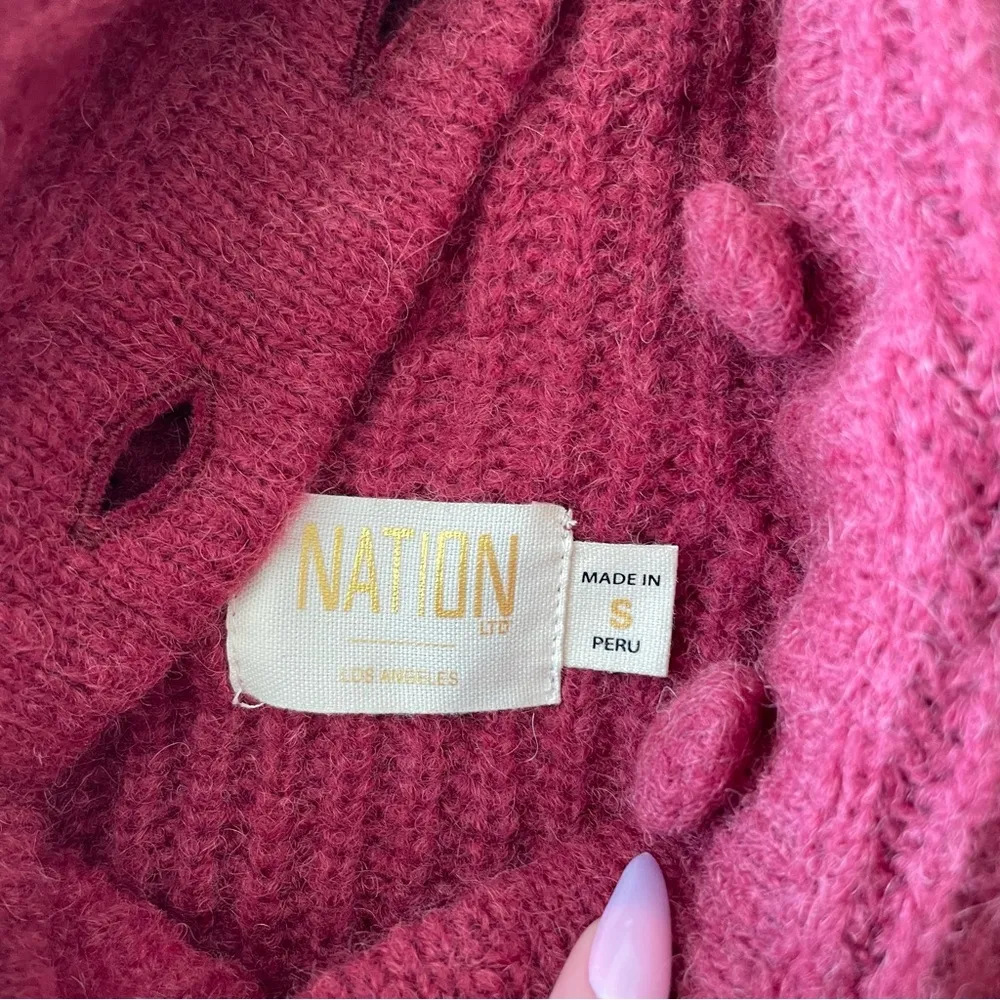 NATION
LTD
LOS ANGELES
MADE IN
S
PERU